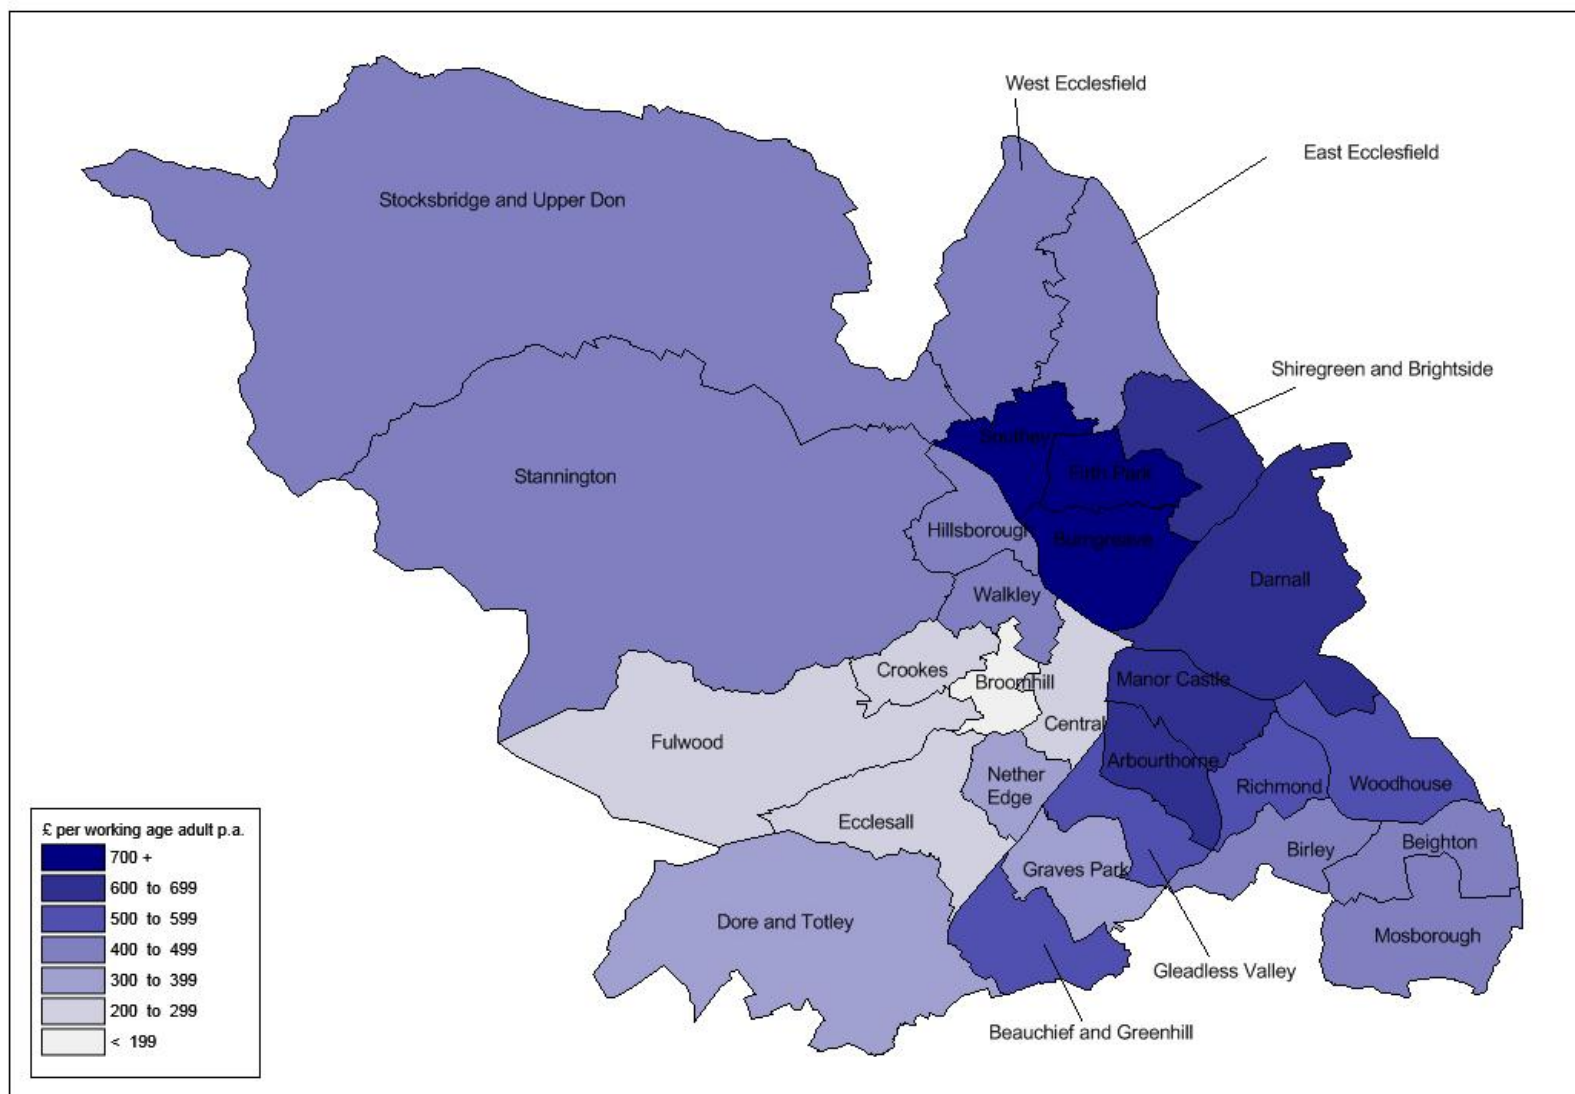 West Ecclesfield
East Ecclesfield
Stocksbridge and Upper Don
Shiregreen and Brightside
Southey
Firth Park
Stannington
Hillsborough
Burngreave
Darnall
Walkley
Crookes
Broomhill
Manor Castle
Central
Fulwood
Arbourthorne
Nether
Edge
Richmond
Woodhouse
Ecclesall
Birley
Beighton
Graves Park
Dore and Totley
Mosborough
Gleadless Valley
Beauchief and Greenhill
£ per working age adult p.a.
700 +
600 to 699
500 to 599
400 to 499
300 to 399
200 to 299
< 199